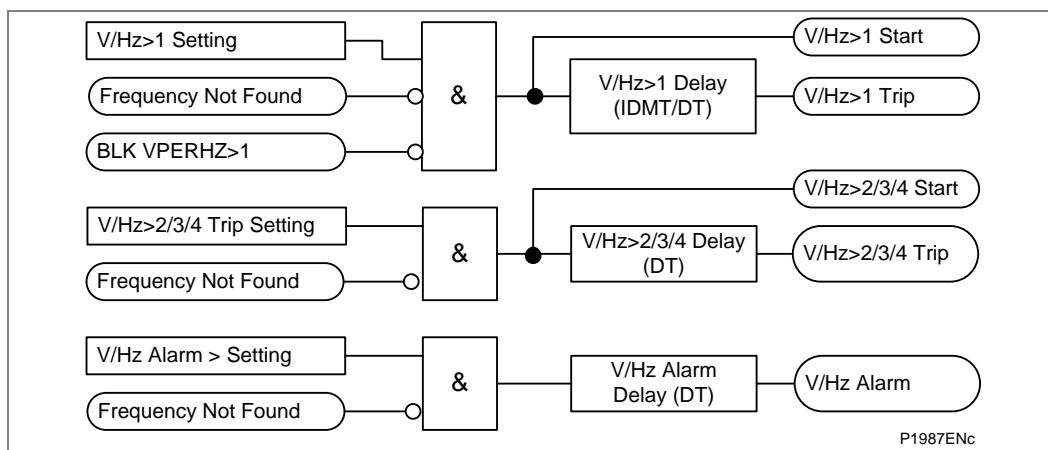 V/Hz>1 Setting
Frequency Not Found
BLK VPERHZ>1
&
V/Hz>1 Delay
(IDMT/DT)
V/Hz>1 Start
V/Hz>1 Trip
V/Hz>2/3/4 Trip Setting
Frequency Not Found
&
V/Hz>2/3/4 Delay
(DT)
V/Hz>2/3/4 Start
V/Hz>2/3/4 Trip
V/Hz Alarm > Setting
Frequency Not Found
&
V/Hz Alarm
Delay (DT)
V/Hz Alarm
P1987ENc